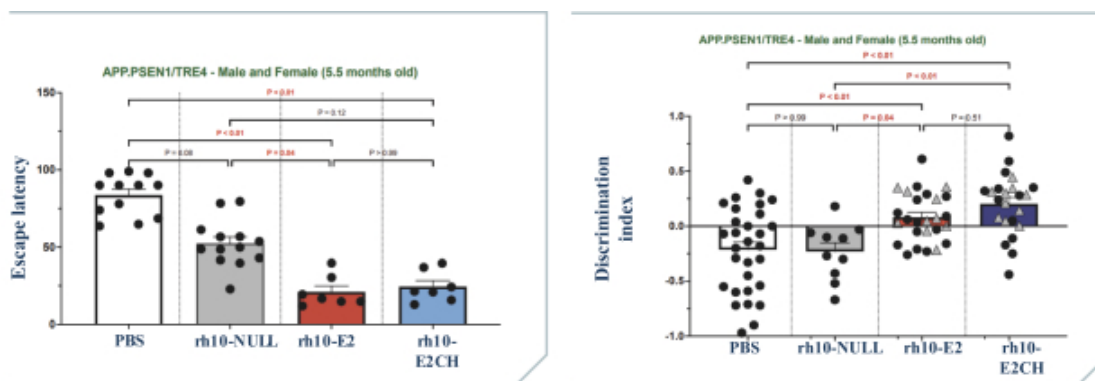 APP.PSEN1/TRE4 - Male and Female (5.5 months old)
P = 0.01
P = 0.12
P < 0.01
P = 0.08
P = 0.04
P > 0.99
Escape latency
150
100
50
0
PBS
rh10-NULL
rh10-E2
rh10-
E2CH
APP.PSEN1/TRE4 - Male and Female (5.5 months old)
P < 0.01
P < 0.01
P < 0.01
P = 0.99
P = 0.04
P = 0.51
Discrimination
index
1.0
0.5
0.0
-0.5
-1.0
PBS
rh10-NULL
rh10-E2
rh10-
E2CH